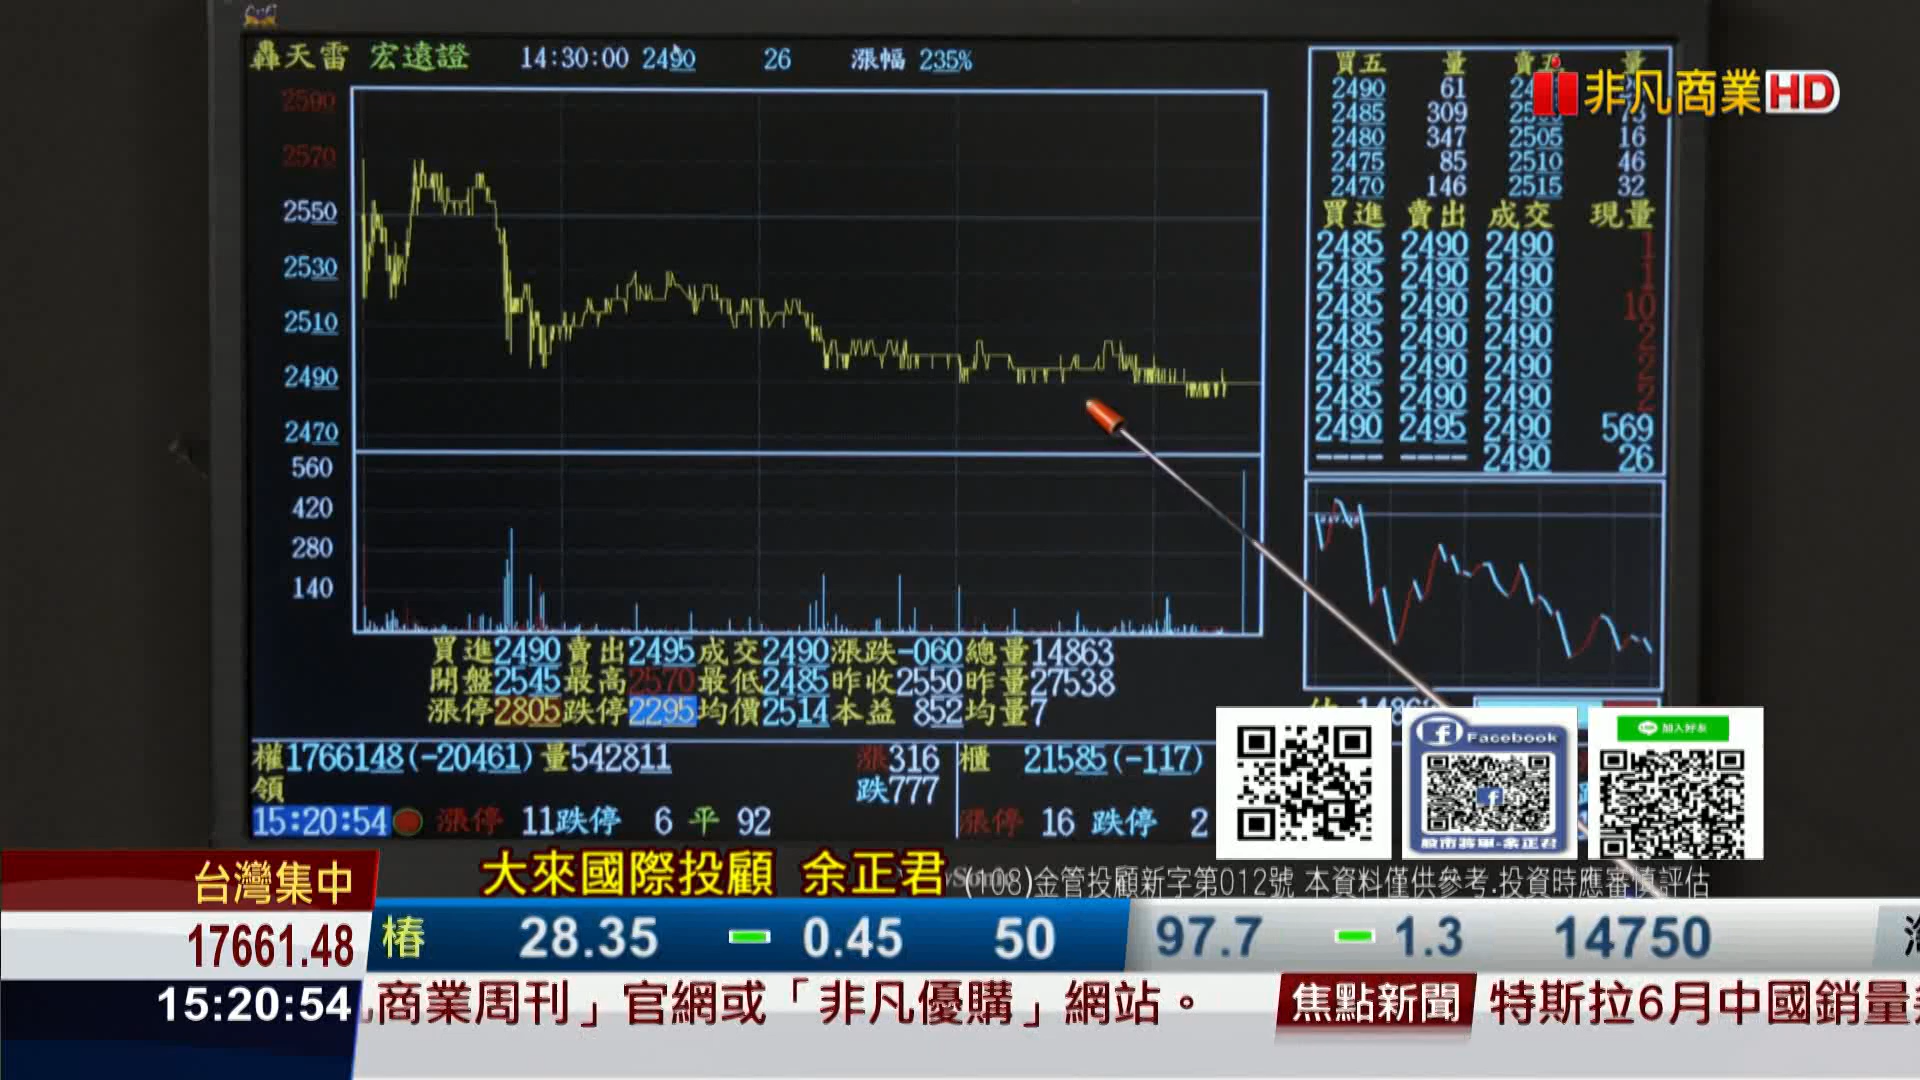 轟天雷 宏遠證 14:30:00 2490 26 漲幅 235%
非凡商業HD
2590
2570
2550
2530
2510
2490
2470
560
420
280
140
買五 量 賣五 量
2490 61
2485 309
2480 347 2505 16
2475 85 2510 46
2470 146 2515 32
買進 賣出 成交 現量
2485 2490 2490 1
2485 2490 2490 1
2485 2490 2490 10
2485 2490 2490 2
2485 2490 2490 2
2485 2490 2490 2
2490 2495 2490 569
---- ---- 2490 26
買進2490賣出2495成交2490漲跌-060總量14863
開盤2545最高2570最低2485昨收2550昨量27538
漲停2805跌停2295均價2514本益 852均量7
權1766148(-20461)量542811 漲316
領 跌777
櫃 21585(-117)
15:20:54 漲停 11跌停 6 平 92
漲停 16 跌停 2
Facebook
股市將軍-余正君
加入好友
台灣集中
17661.48
15:20:54
大來國際投顧 余正君
(108)金管投顧新字第012號 本資料僅供參考.投資時應審慎評估
椿 28.35 0.45 50 97.7 1.3 14750
商業周刊」官網或「非凡優購」網站。 焦點新聞 特斯拉6月中國銷量